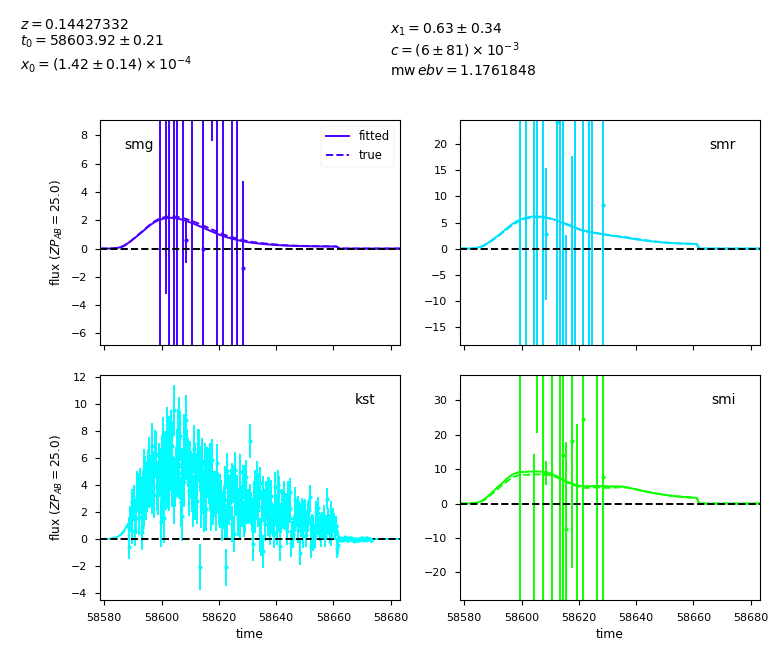 z = 0.14427332
t₀ = 58603.92 ± 0.21
x₀ = (1.42 ± 0.14) × 10⁻⁴
x₁ = 0.63 ± 0.34
c = (6 ± 81) × 10⁻³
mw ebv = 1.1761848
smg
fitted
true
8
6
4
2
0
−2
−4
−6
flux (ZP_AB = 25.0)
smr
20
15
10
5
0
−5
−10
−15
kst
12
10
8
6
4
2
0
−2
−4
flux (ZP_AB = 25.0)
58580 58600 58620 58640 58660 58680
time
smi
30
20
10
0
−10
−20
58580 58600 58620 58640 58660 58680
time